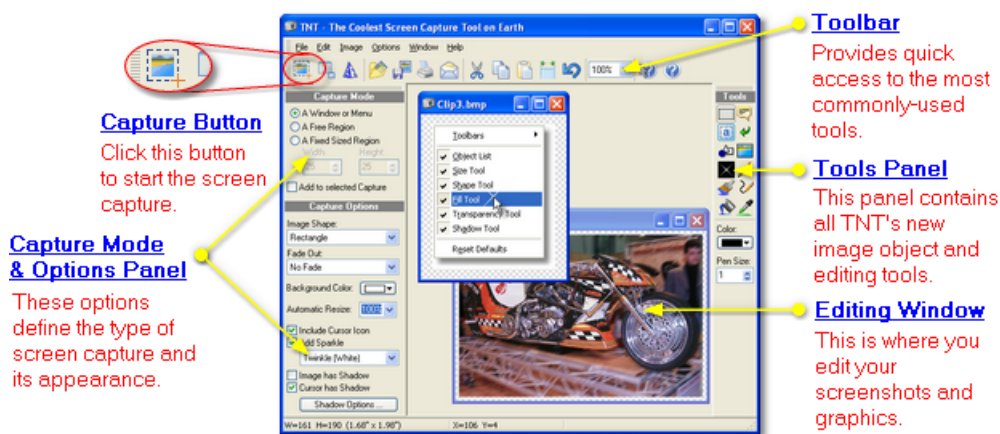 TNT - The Coolest Screen Capture Tool on Earth
File Edit Image Options Window Help
100%
Capture Button
Click this button
to start the screen
capture.
Capture Mode
& Options Panel
These options
define the type of
screen capture and
its appearance.
Capture Mode
A Window or Menu
A Free Region
A Fixed Sized Region
Width Height
25
Add to selected Capture
Capture Options
Image Shape:
Rectangle
Fade Out:
No Fade
Background Color:
Automatic Resize: 100%
Include Cursor Icon
Add Sparkle
Twinkle (White)
Image has Shadow
Cursor has Shadow
Shadow Options ...
W=161 H=190 (1.68" x 1.98") X=106 Y=4
Clip3.bmp
Toolbars
Object List
Size Tool
Shape Tool
Fill Tool
Transparency Tool
Shadow Tool
Reset Defaults
Tools
a
Color:
Pen Size:
1
Toolbar
Provides quick
access to the most
commonly-used
tools.
Tools Panel
This panel contains
all TNT's new
image object and
editing tools.
Editing Window
This is where you
edit your
screenshots and
graphics.